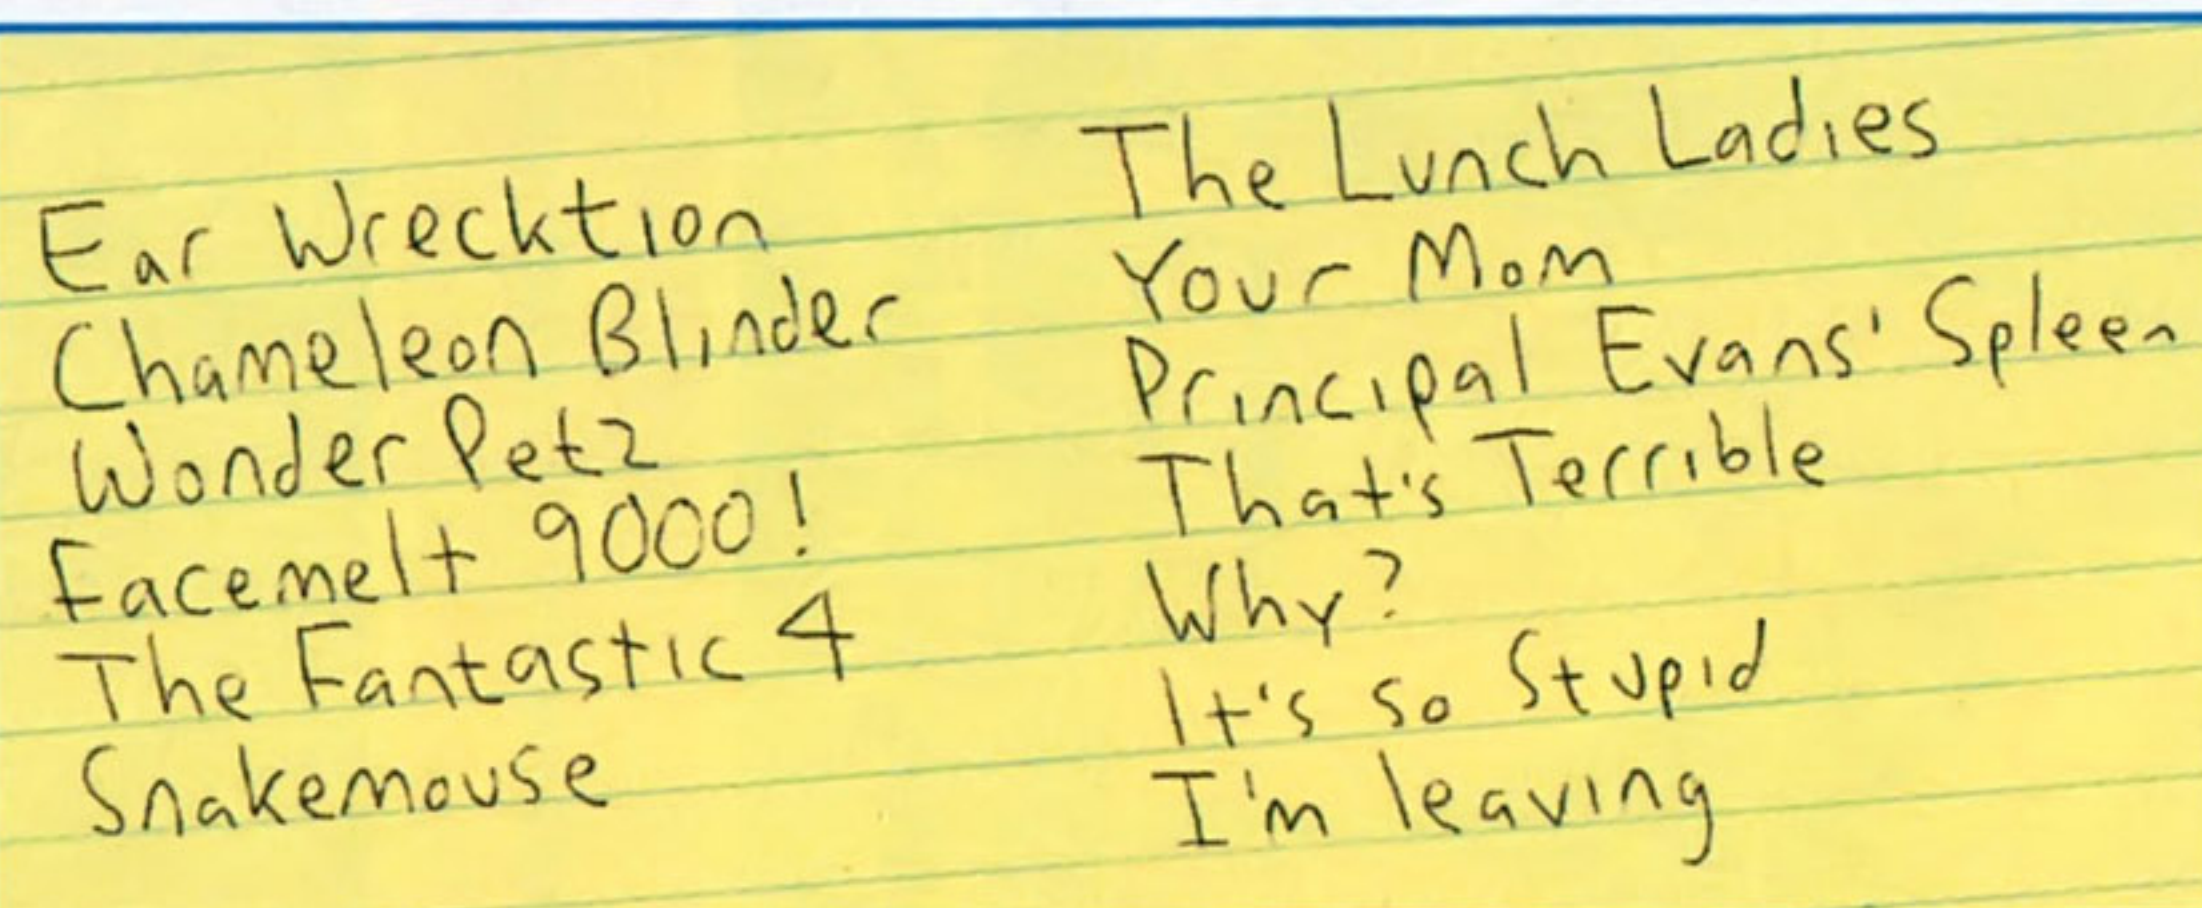 Ear Wrecktion
Chameleon Blinder
Wonder Petz
Facemelt 9000!
The Fantastic 4
Snakemouse
The Lunch Ladies
Your Mom
Principal Evans' Spleen
That's Terrible
Why?
It's so Stupid
I'm leaving